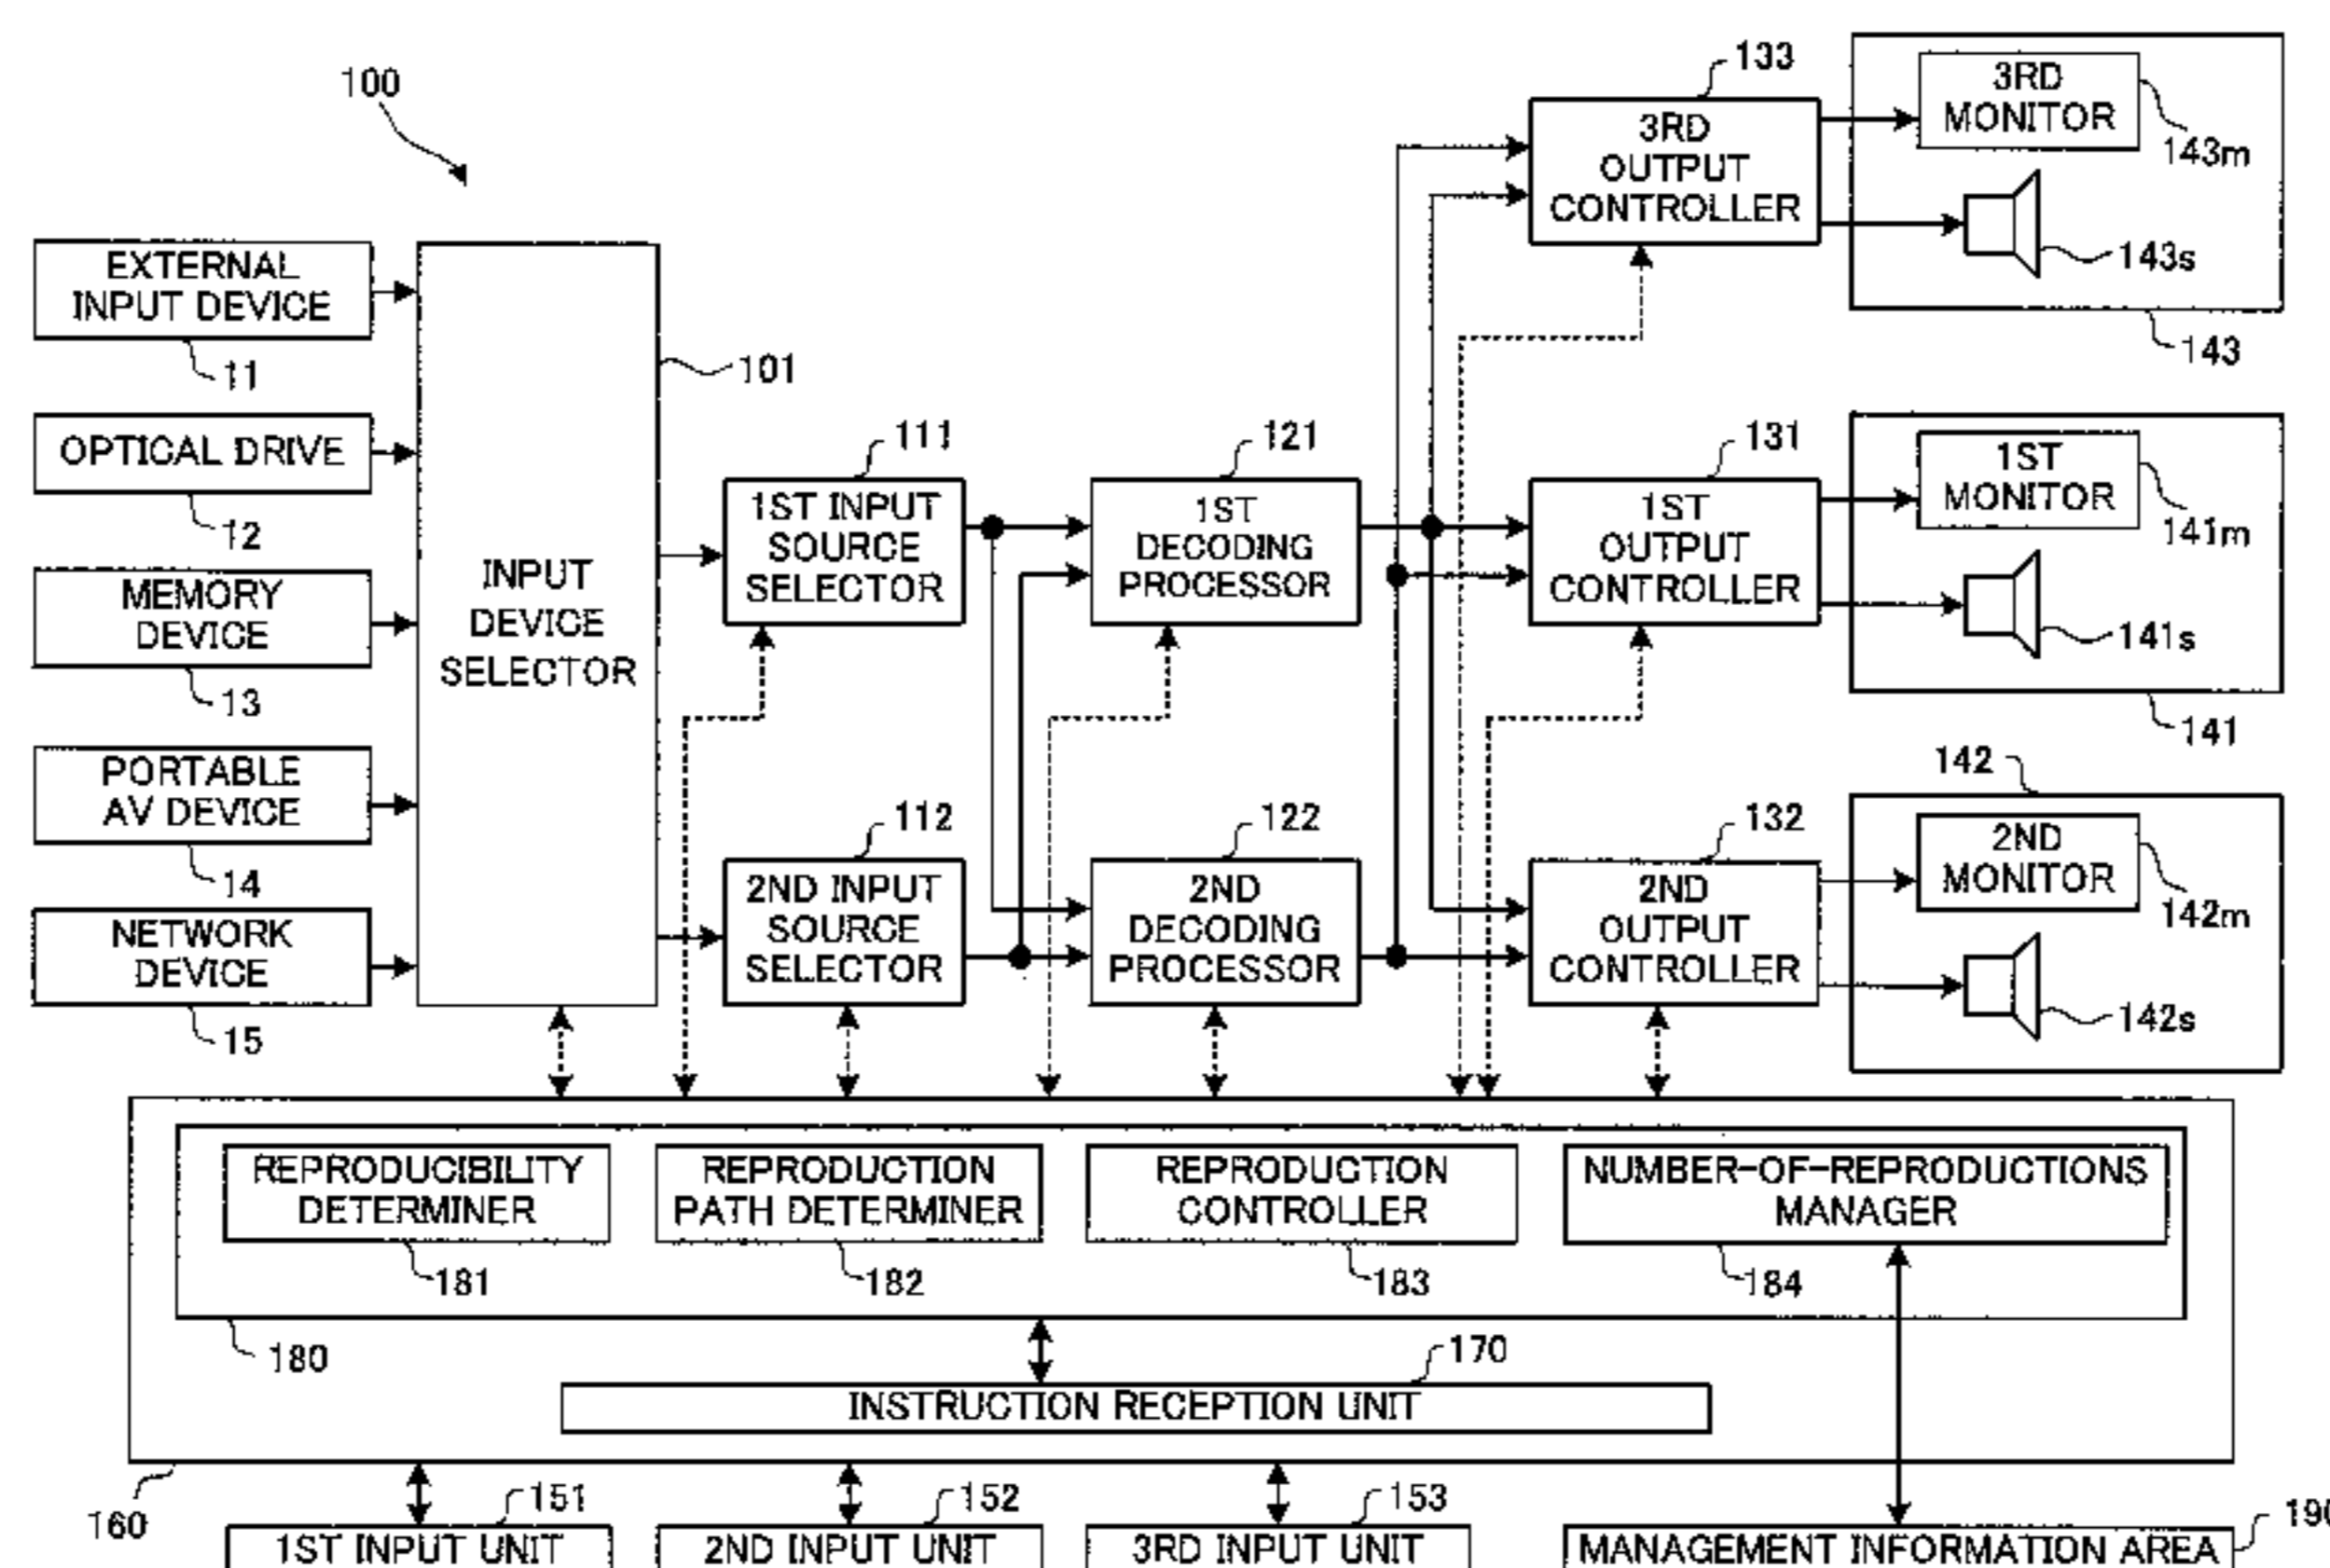 100
133
3RD
MONITOR
143m
3RD
OUTPUT
CONTROLLER
143s
143
EXTERNAL
INPUT DEVICE
11
101
OPTICAL DRIVE
12
MEMORY
DEVICE
13
PORTABLE
AV DEVICE
14
NETWORK
DEVICE
15
INPUT
DEVICE
SELECTOR
111
1ST INPUT
SOURCE
SELECTOR
121
1ST
DECODING
PROCESSOR
131
1ST
OUTPUT
CONTROLLER
1ST
MONITOR
141m
141s
141
112
2ND INPUT
SOURCE
SELECTOR
122
2ND
DECODING
PROCESSOR
132
2ND
OUTPUT
CONTROLLER
142
2ND
MONITOR
142m
142s
REPRODUCIBILITY
DETERMINER
181
REPRODUCTION
PATH DETERMINER
182
REPRODUCTION
CONTROLLER
183
NUMBER-OF-REPRODUCTIONS
MANAGER
184
180
170
INSTRUCTION RECEPTION UNIT
160
151
1ST INPUT UNIT
152
2ND INPUT UNIT
153
3RD INPUT UNIT
190
MANAGEMENT INFORMATION AREA